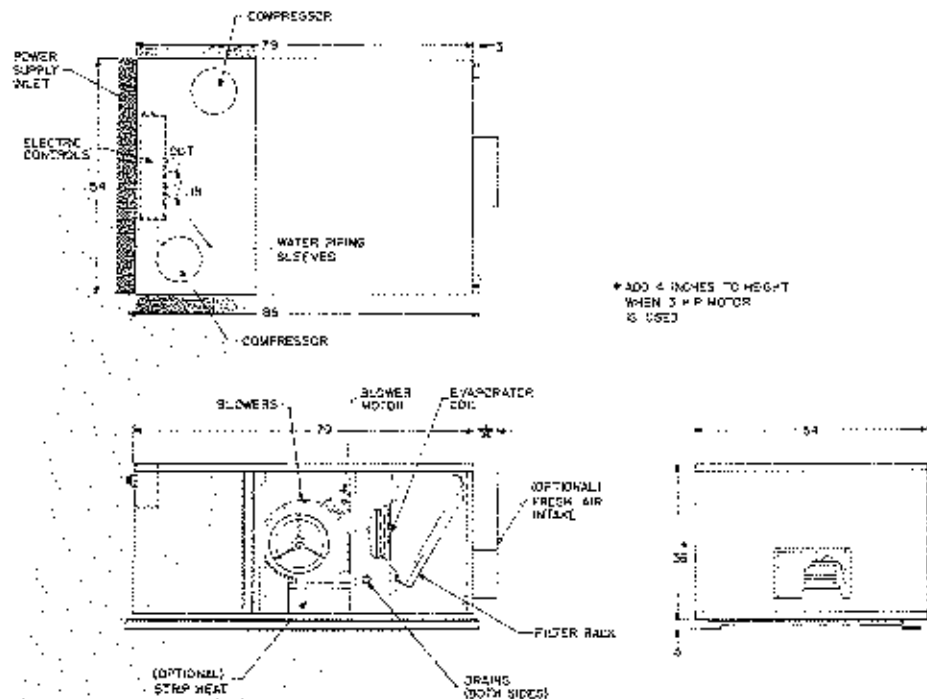 COMPRESSOR
79
3
POWER
SUPPLY
INLET
ELECTRIC
CONTROLS
OUT
54
IN
WATER PIPING
SLEEVES
* ADD 4 INCHES TO HEIGHT
WHEN 3 H P MOTOR
IS USED
COMPRESSOR
BLOWERS
BLOWER
MOTOR
EVAPORATOR
COIL
79
54
(OPTIONAL)
FRESH AIR
INTAKE
36 *
FILTER RACK
6
(OPTIONAL)
STRIP HEAT
DRAINS
(BOTH SIDES)